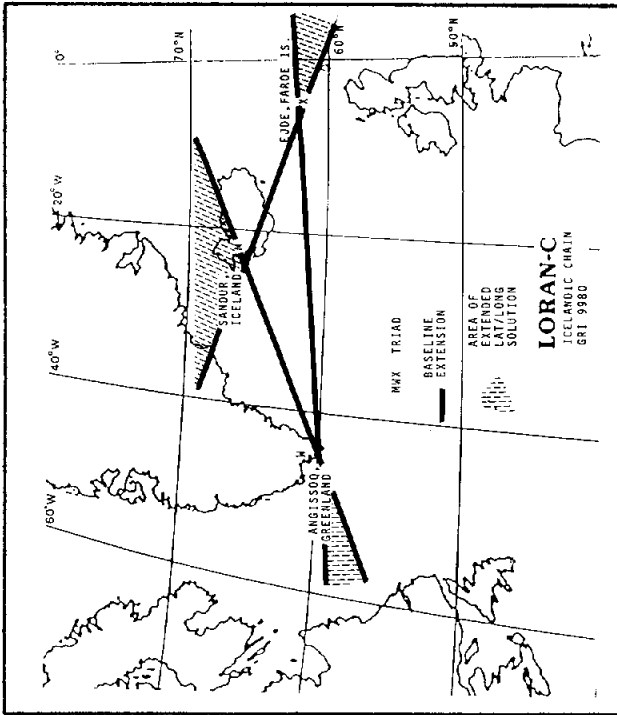 60°W
40°W
20°W
0°
70°N
60°N
50°N
SANDUR,
ICELAND
EJDE, FAROE IS.
X
W
ANGISSOQ,
GREENLAND
MWX TRIAD
BASELINE
EXTENSION
AREA OF
EXTENDED
LAT/LONG
SOLUTION
LORAN-C
ICELANDIC CHAIN
GRI 9980